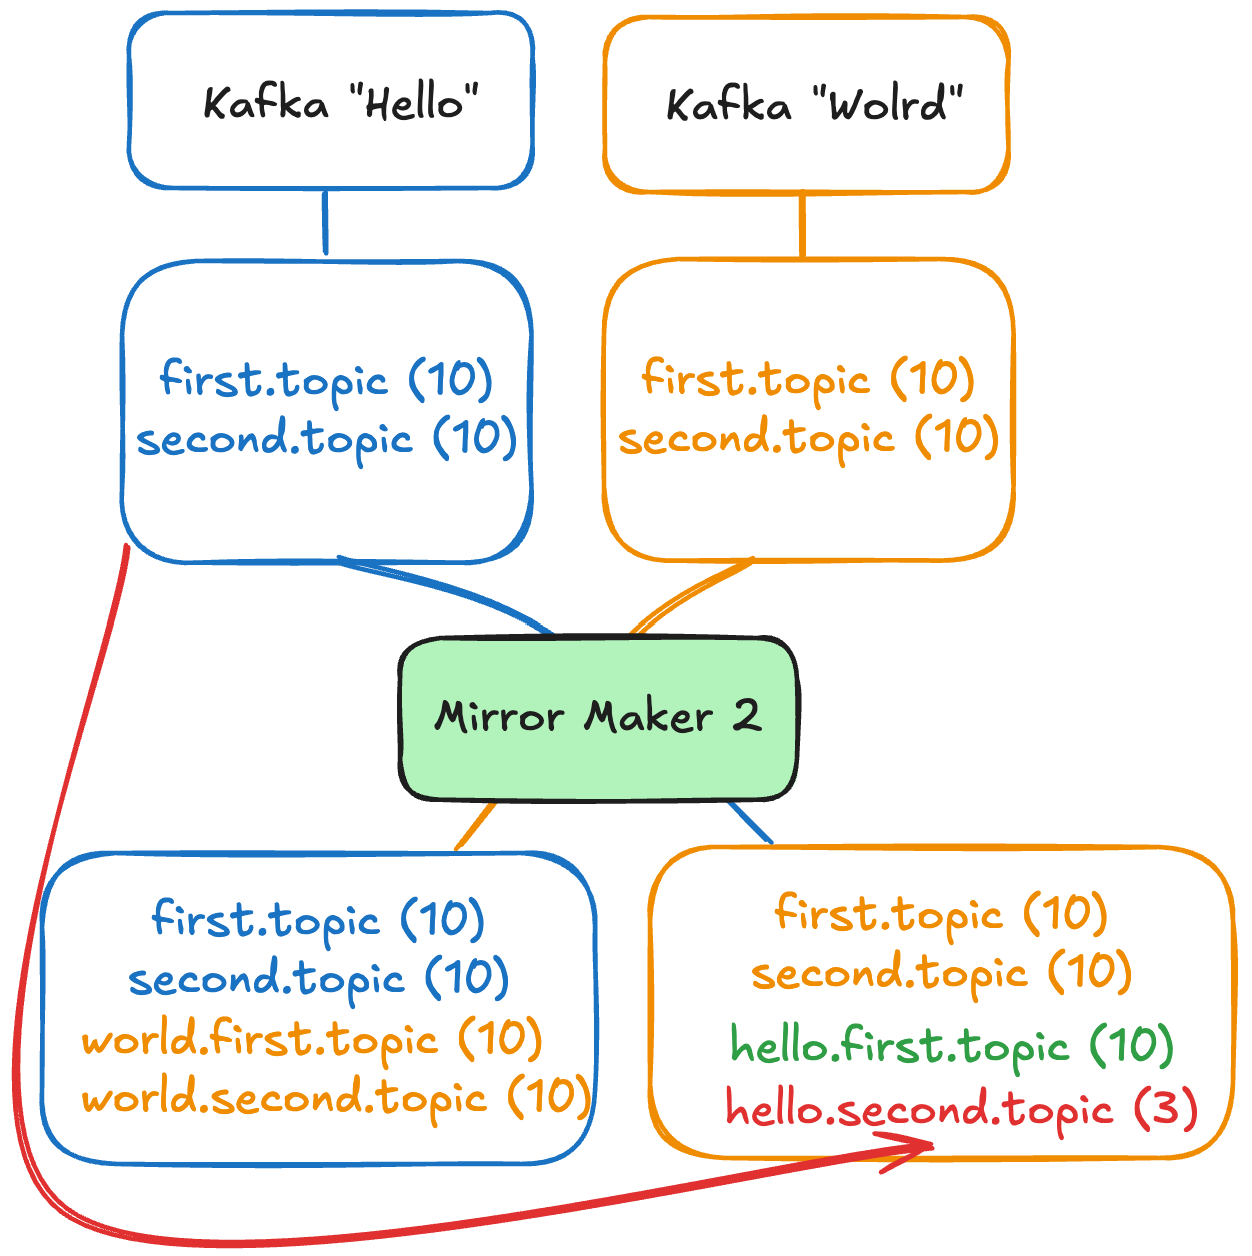 Kafka "Hello"
Kafka "Wolrd"
first.topic (10)
second.topic (10)
first.topic (10)
second.topic (10)
Mirror Maker 2
first.topic (10)
second.topic (10)
world.first.topic (10)
world.second.topic (10)
first.topic (10)
second.topic (10)
hello.first.topic (10)
hello.second.topic (3)